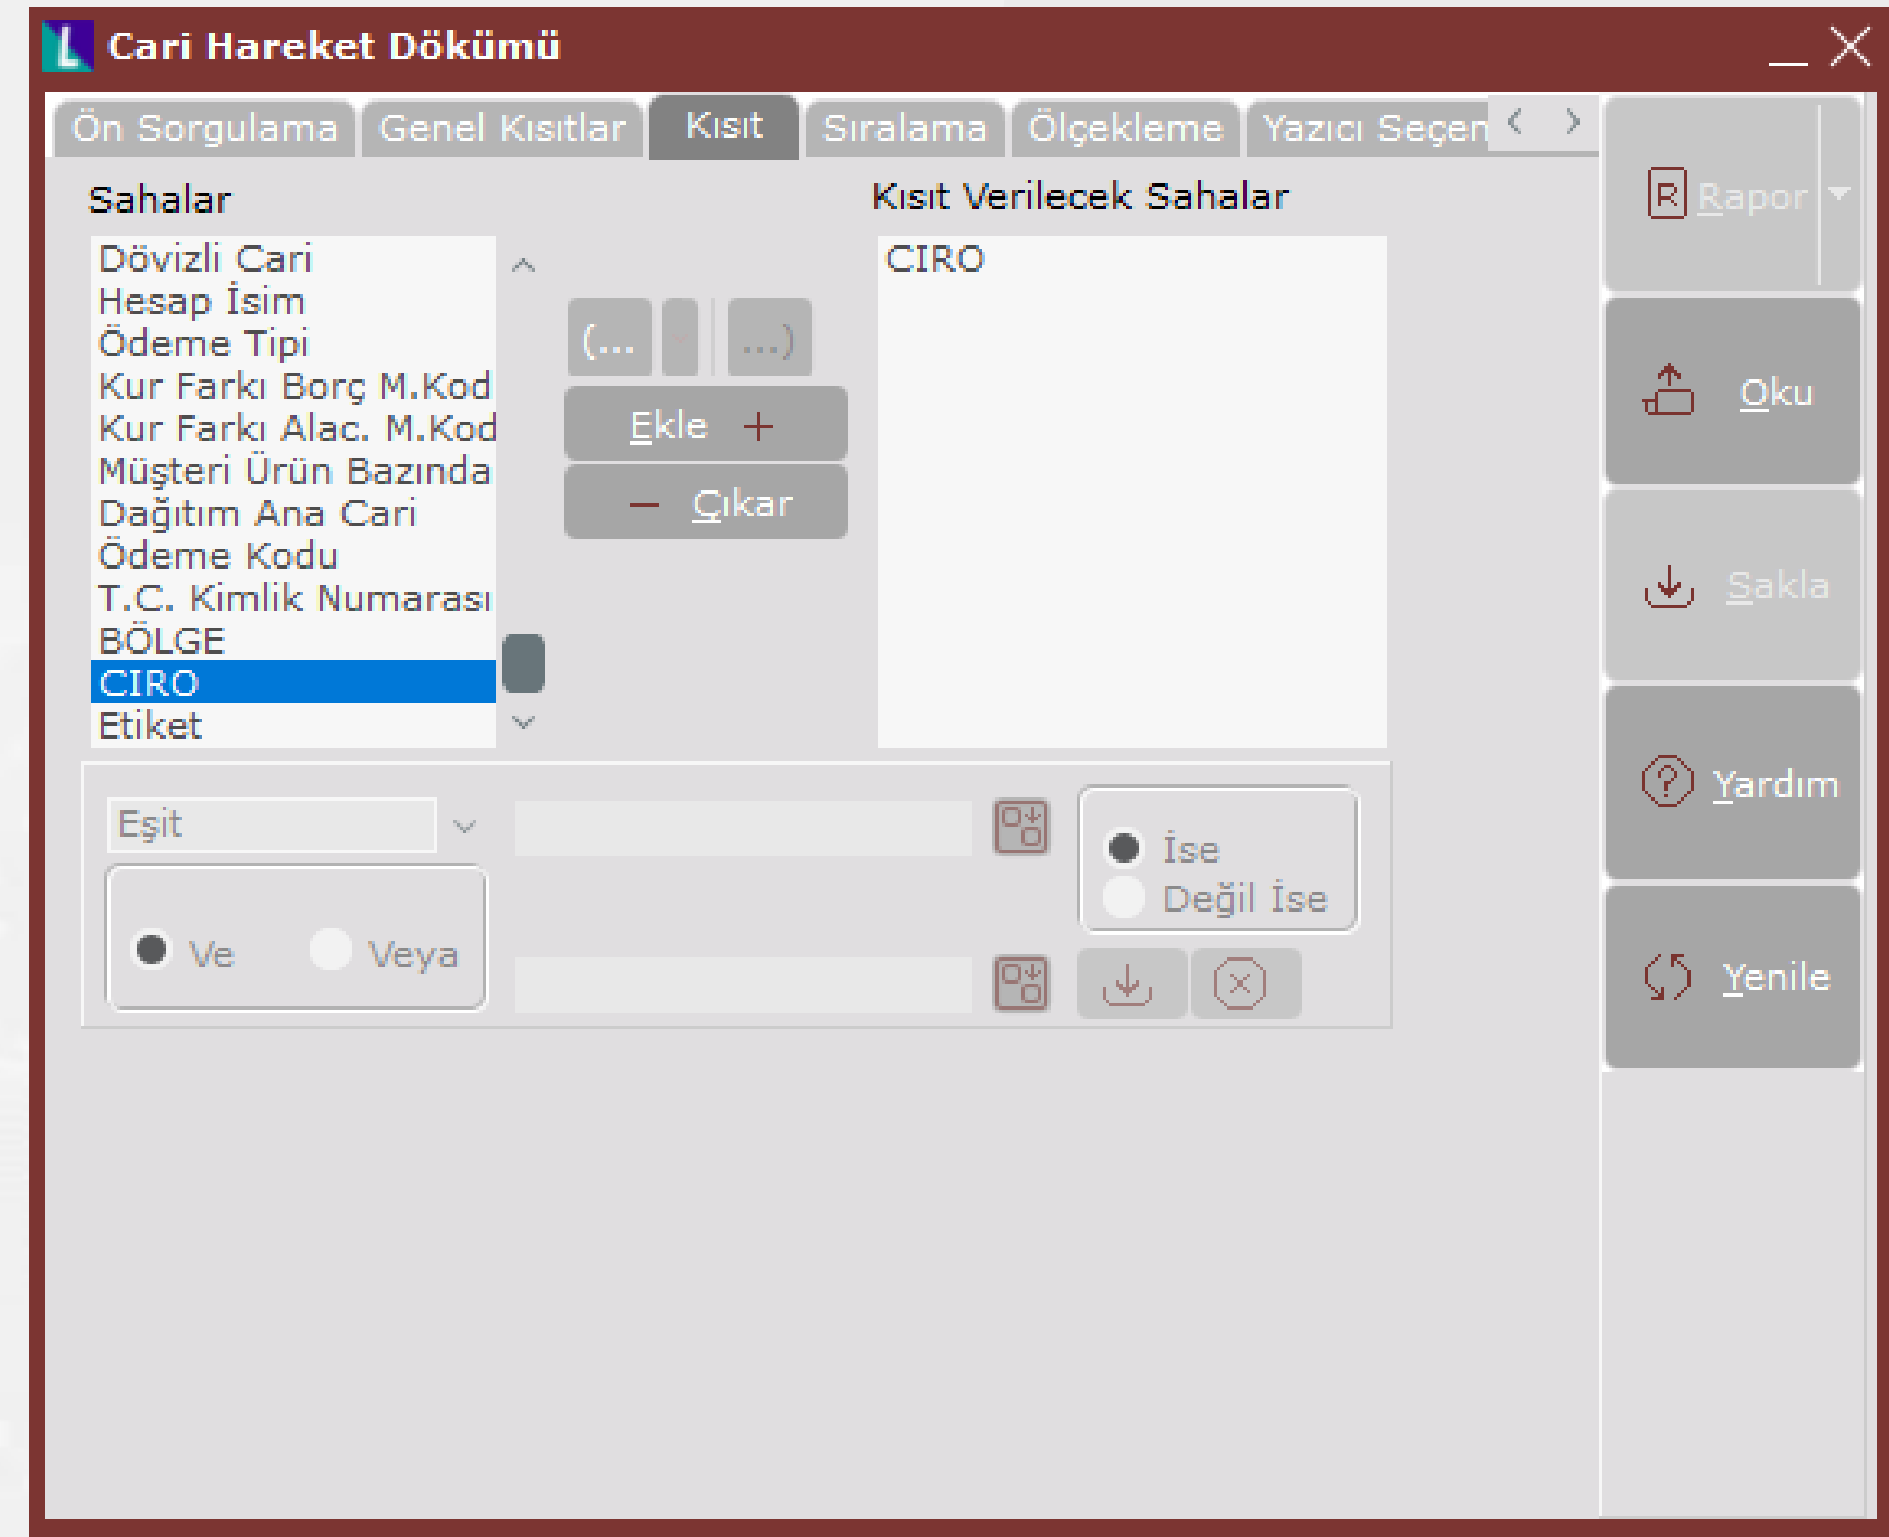 Cari Hareket Dökümü
Ön Sorgulama Genel Kısıtlar Kısıt Sıralama Ölçekleme Yazıcı Seçen
Sahalar
Dövizli Cari
Hesap İsim
Ödeme Tipi
Kur Farkı Borç M.Kod
Kur Farkı Alac. M.Kod
Müşteri Ürün Bazında
Dağıtım Ana Cari
Ödeme Kodu
T.C. Kimlik Numarası
BÖLGE
CIRO
Etiket
(... ...)
Ekle +
− Çıkar
Kısıt Verilecek Sahalar
CIRO
Eşit
Ve Veya
İse
Değil İse
R Rapor
Oku
Sakla
? Yardım
Yenile